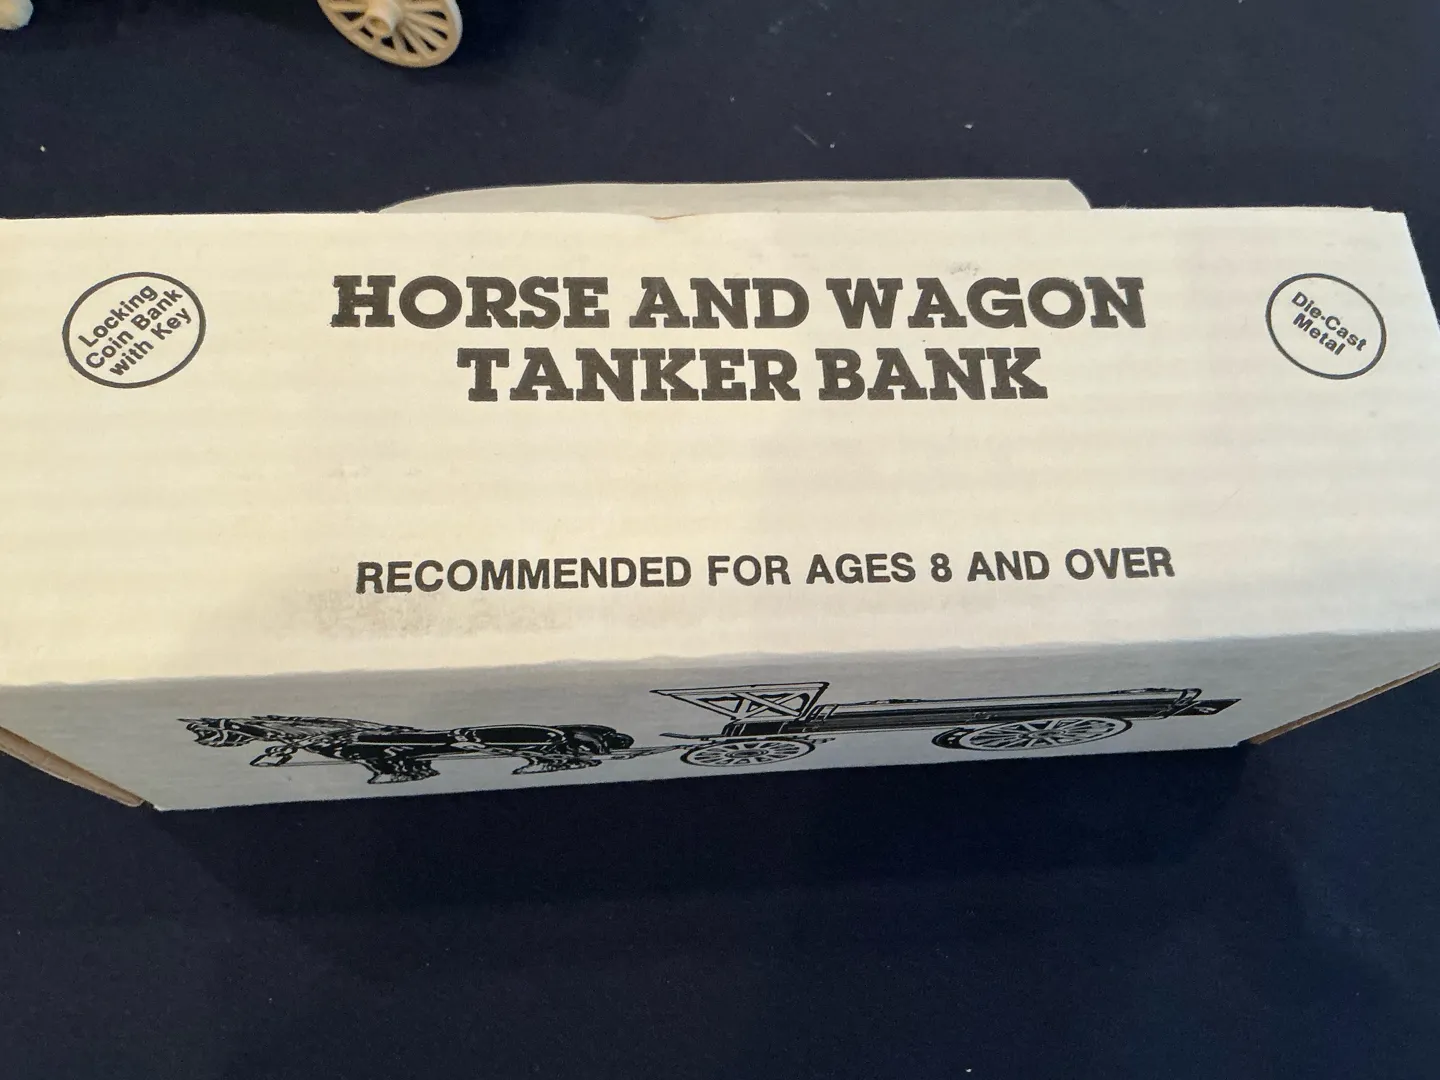 Locking
Coin Bank
with Key
HORSE AND WAGON
TANKER BANK
Die-Cast
Metal
RECOMMENDED FOR AGES 8 AND OVER